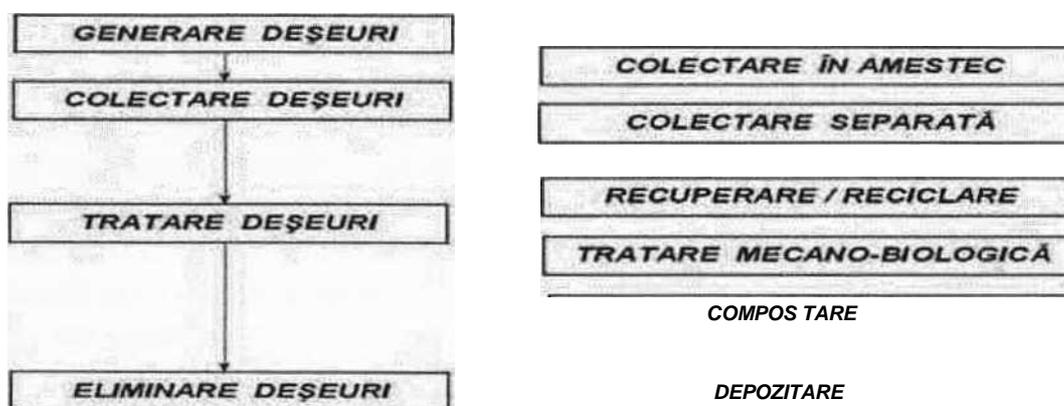 GENERARE DEŞEURI
COLECTARE DEŞEURI
TRATARE DEŞEURI
ELIMINARE DEŞEURI
COLECTARE ÎN AMESTEC
COLECTARE SEPARATĂ
RECUPERARE / RECICLARE
TRATARE MECANO-BIOLOGICĂ
COMPOS TARE
DEPOZITARE